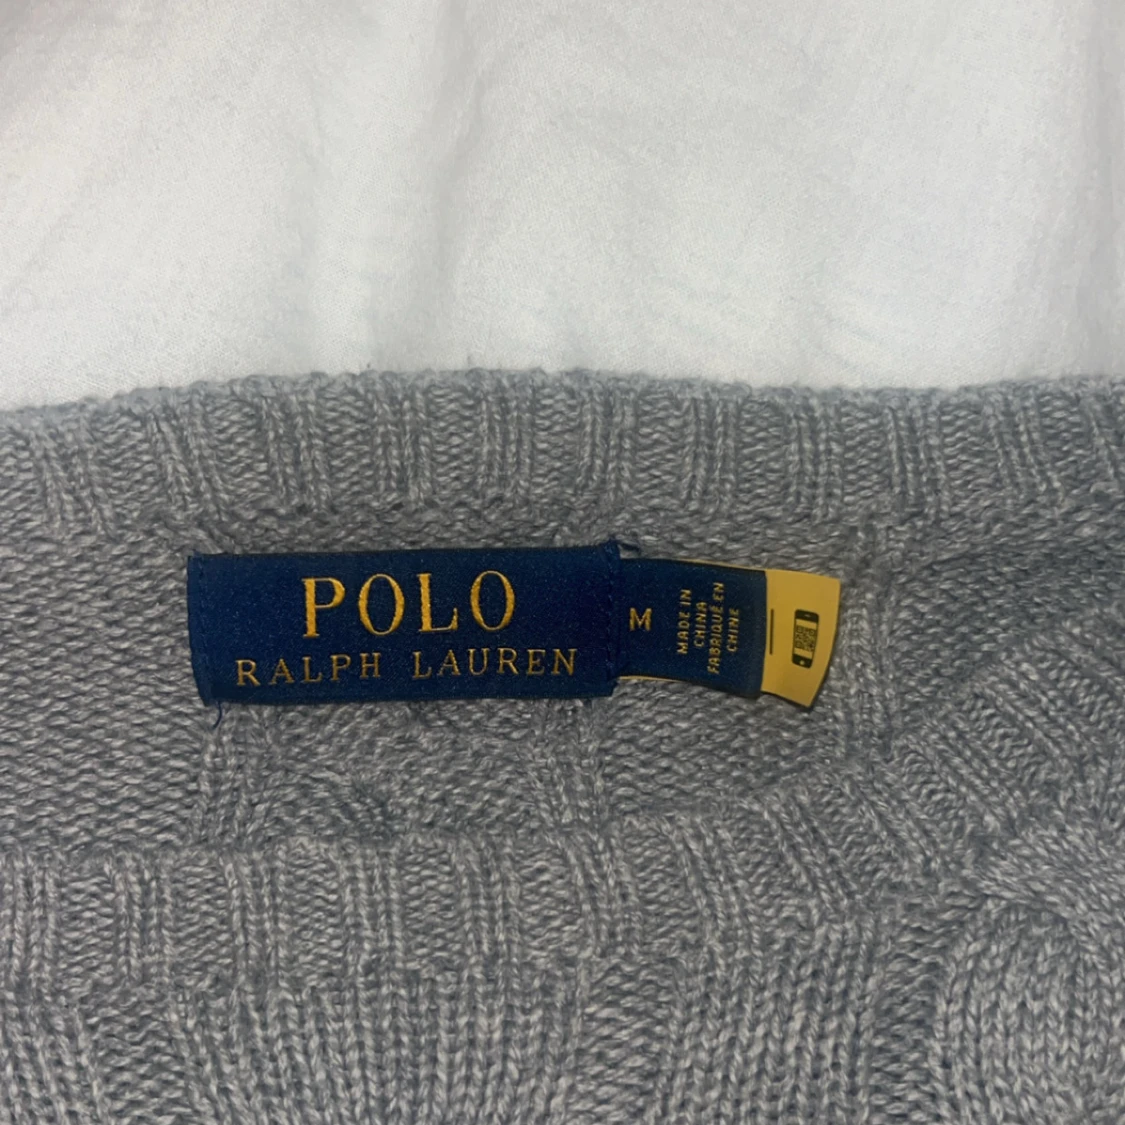 POLO
RALPH LAUREN
M
MADE IN
CHINA
FABRIQUÉ EN
CHINE